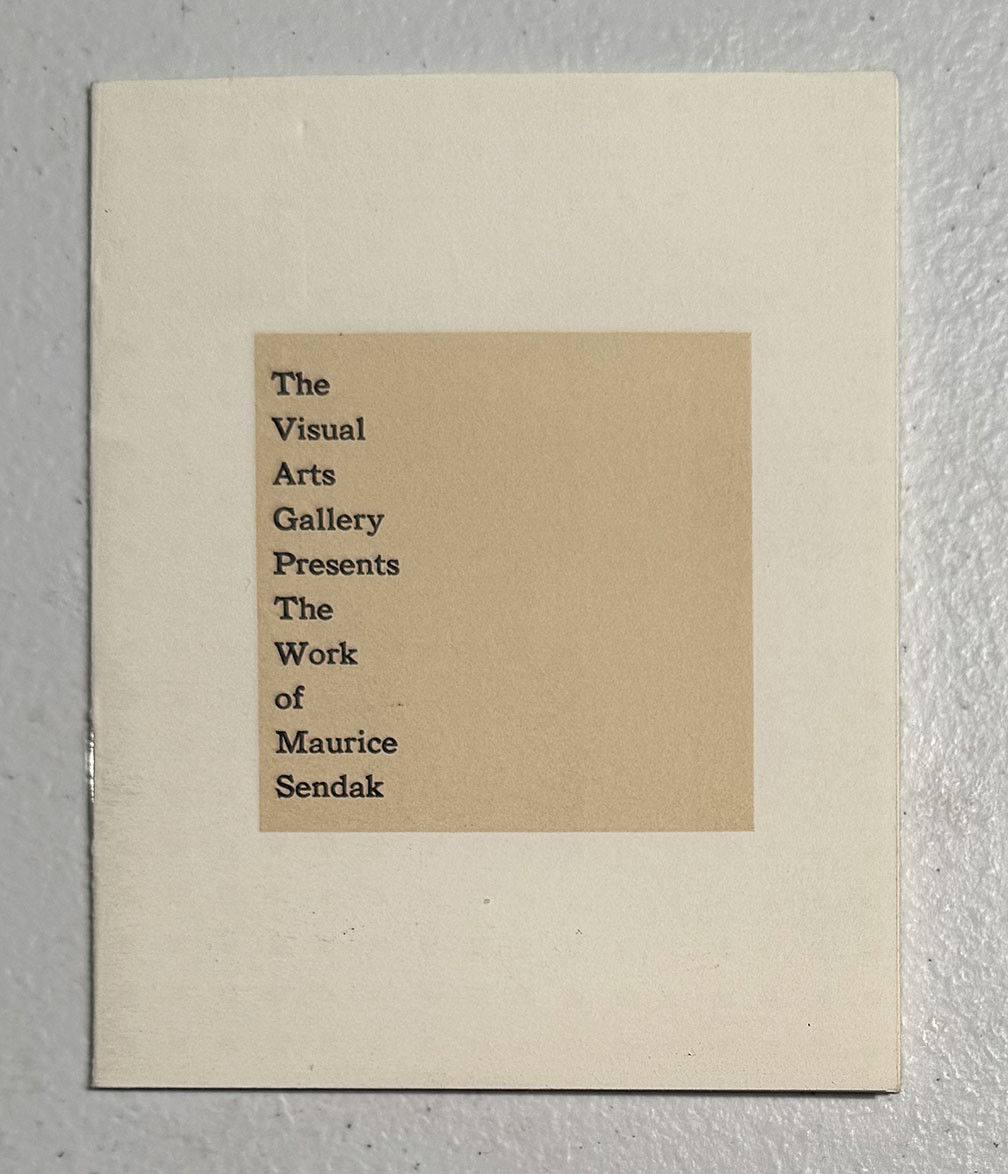 The
Visual
Arts
Gallery
Presents
The
Work
of
Maurice
Sendak